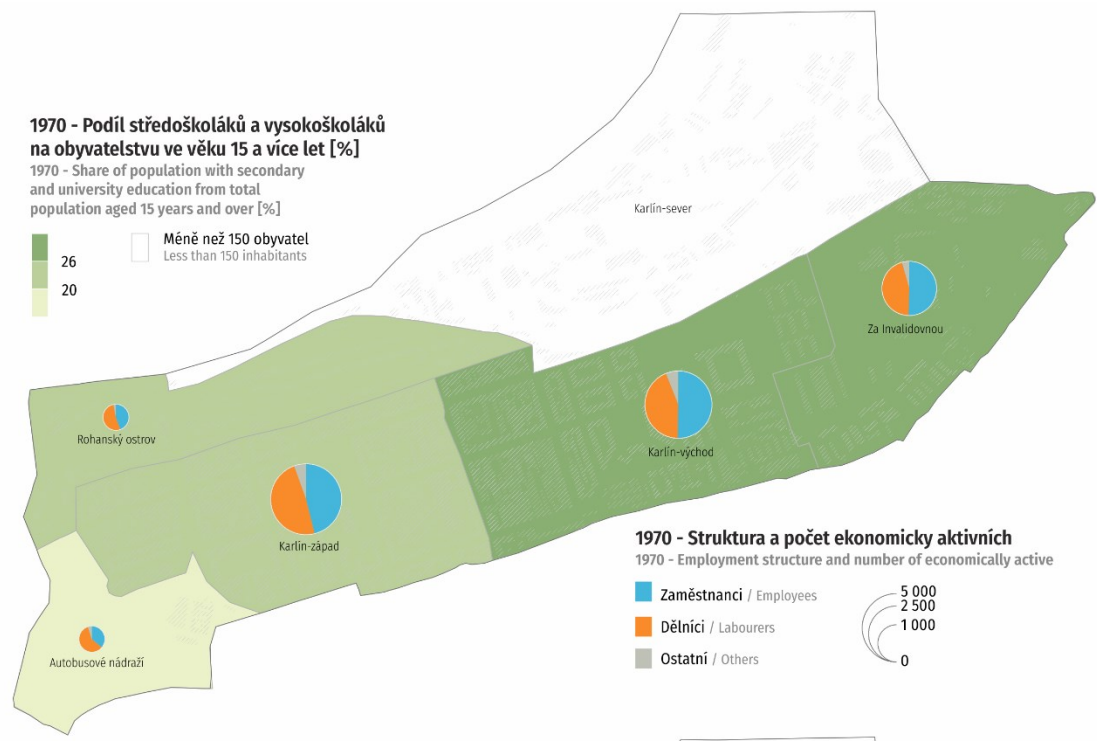 1970 - Podíl středoškoláků a vysokoškoláků
na obyvatelstvu ve věku 15 a více let [%]
1970 - Share of population with secondary
and university education from total
population aged 15 years and over [%]
26
20
Méně než 150 obyvatel
Less than 150 inhabitants
Karlín-sever
Za Invalidovnou
Rohanský ostrov
Karlín-východ
Karlín-západ
Autobusové nádraží
1970 - Struktura a počet ekonomicky aktivních
1970 - Employment structure and number of economically active
Zaměstnanci / Employees
Dělníci / Labourers
Ostatní / Others
5 000
2 500
1 000
0